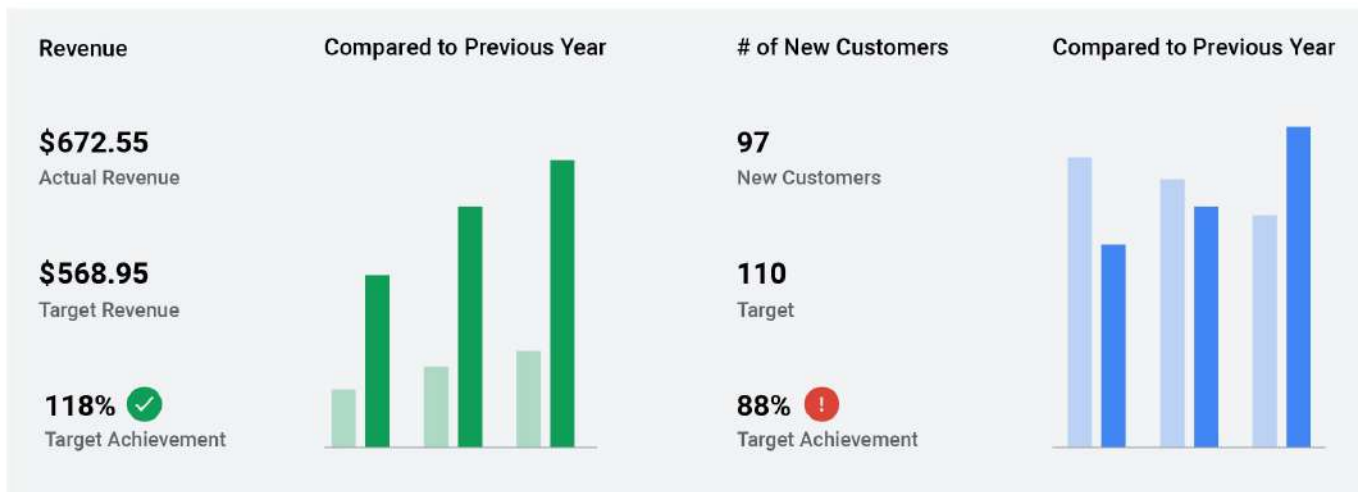 Revenue
Compared to Previous Year
# of New Customers
Compared to Previous Year
$672.55
Actual Revenue
97
New Customers
$568.95
Target Revenue
110
Target
118%
Target Achievement
88%
Target Achievement